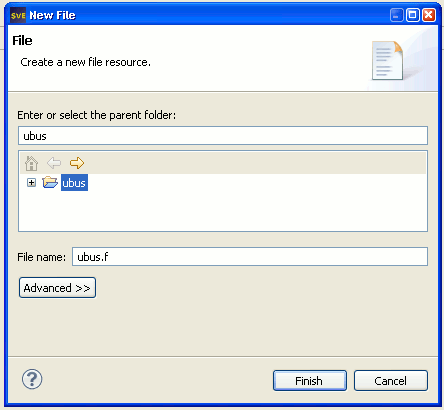 SVE New File
File
Create a new file resource.
Enter or select the parent folder:
ubus
ubus
File name: ubus.f
Advanced >>
? Finish Cancel